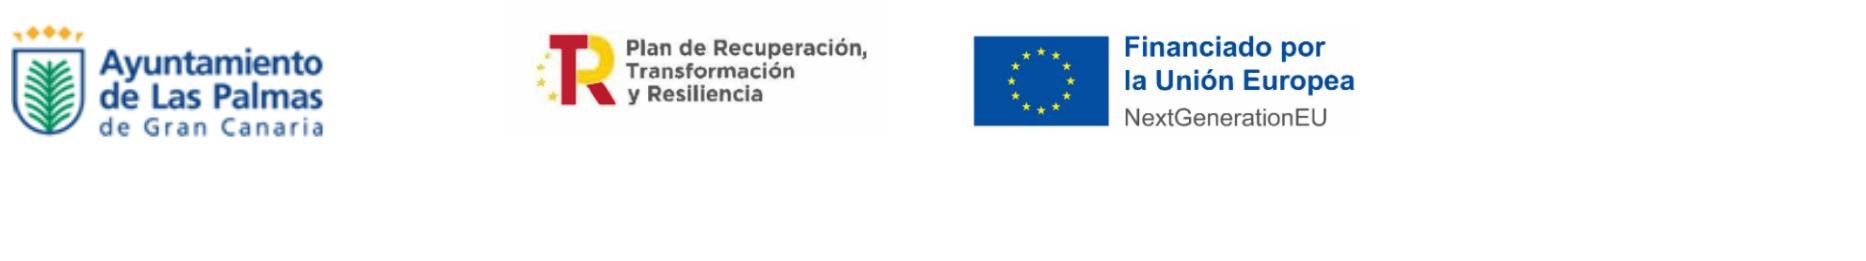 Ayuntamiento
de Las Palmas
de Gran Canaria
Plan de Recuperación,
Transformación
y Resiliencia
Financiado por
la Unión Europea
NextGenerationEU